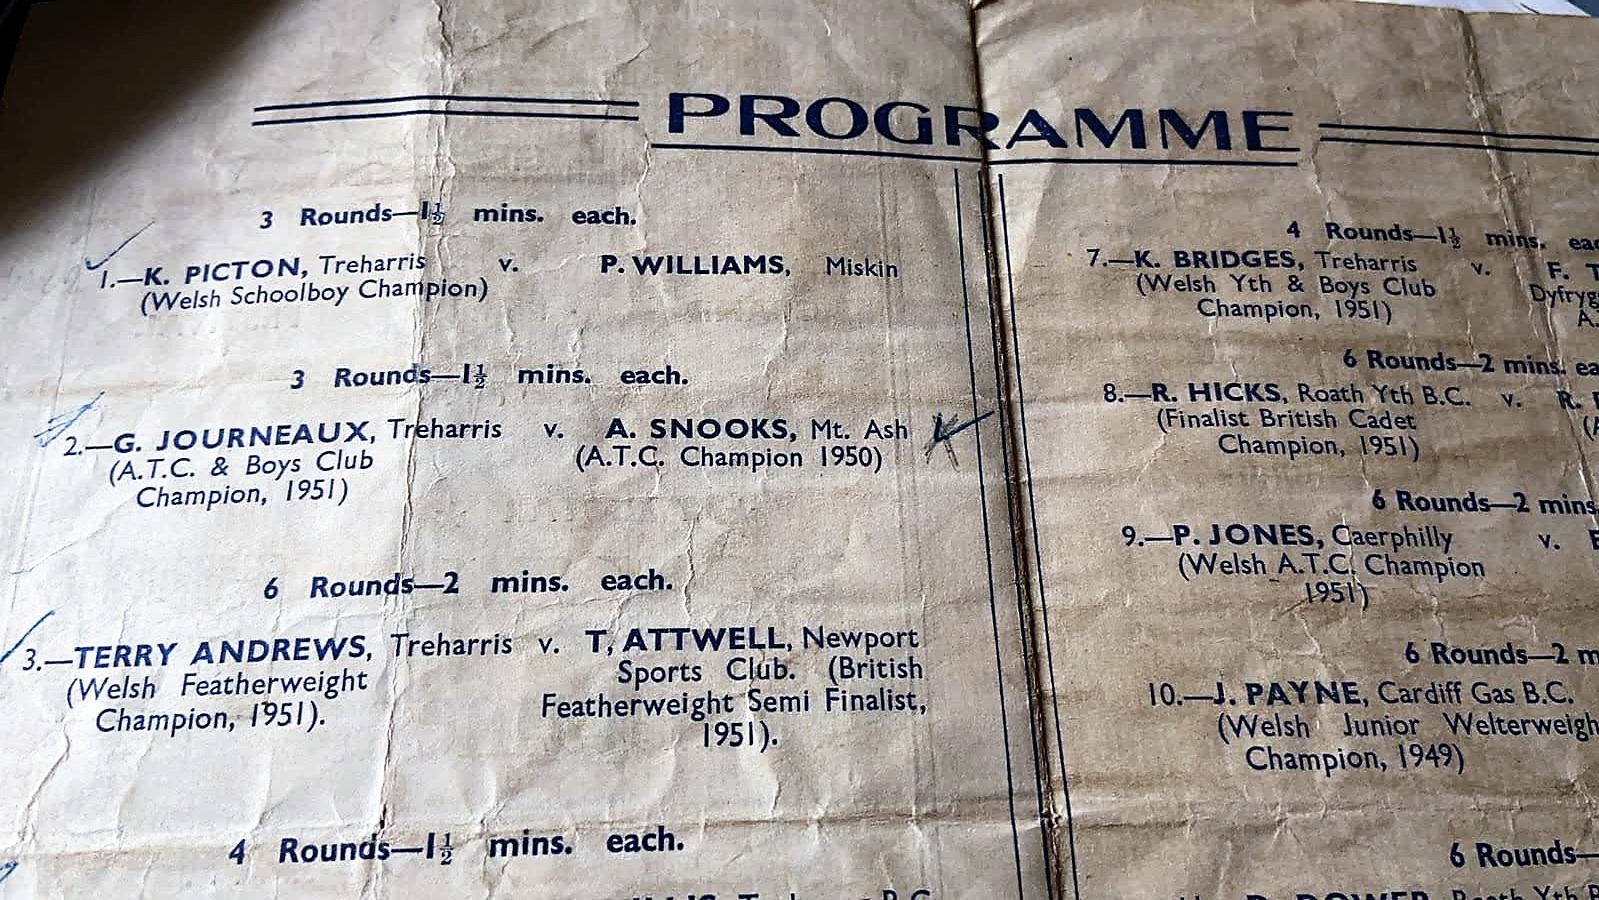 PROGRAMME
3 Rounds—1½ mins. each.
1.—K. PICTON, Treharris v. P. WILLIAMS, Miskin
(Welsh Schoolboy Champion)
3 Rounds—1½ mins. each.
2.—G. JOURNEAUX, Treharris v. A. SNOOKS, Mt. Ash
(A.T.C. & Boys Club (A.T.C. Champion 1950)
Champion, 1951)
6 Rounds—2 mins. each.
3.—TERRY ANDREWS, Treharris v. T, ATTWELL, Newport
(Welsh Featherweight Sports Club. (British
Champion, 1951). Featherweight Semi Finalist,
1951).
4 Rounds—1½ mins. each.
4 Rounds—1½ mins.
7.—K. BRIDGES, Treharris v. F.
(Welsh Yth & Boys Club
Champion, 1951)
6 Rounds—2 mins.
8.—R. HICKS, Roath Yth B.C. v. R.
(Finalist British Cadet
Champion, 1951)
6 Rounds—2 mins
9.—P. JONES, Caerphilly v.
(Welsh A.T.C. Champion
1951)
6 Rounds—2
10.—J. PAYNE, Cardiff Gas B.C.
(Welsh Junior Welterweigh
Champion, 1949)
6 Rounds—